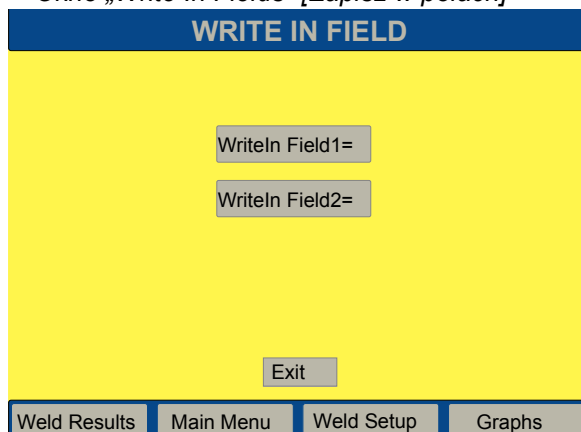 WRITE IN FIELD
WriteIn Field1=
WriteIn Field2=
Exit
Weld Results Main Menu Weld Setup Graphs